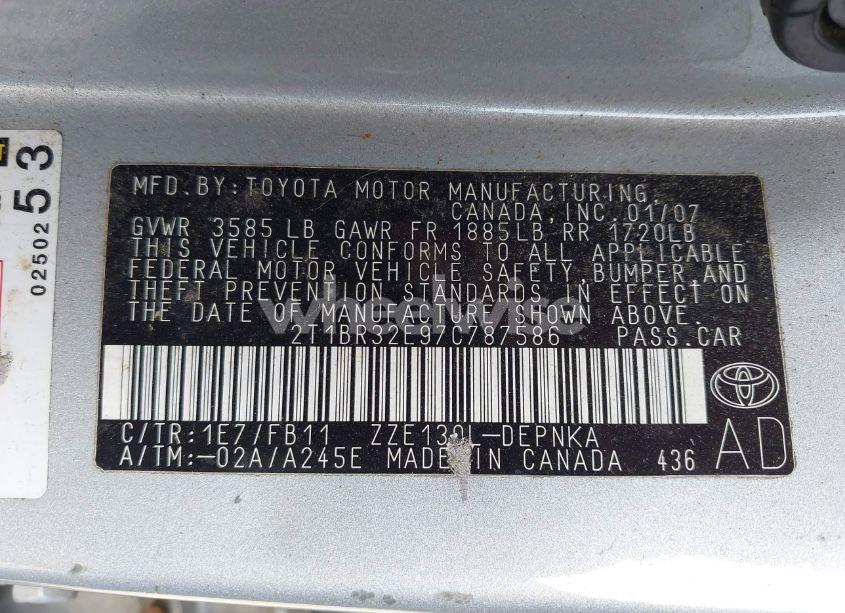 MFD. BY: TOYOTA MOTOR MANUFACTURING,
CANADA, INC. 01/07
GVWR 3585 LB GAWR FR 1885LB RR 1720LB
THIS VEHICLE CONFORMS TO ALL APPLICABLE
FEDERAL MOTOR VEHICLE SAFETY, BUMPER AND
THEFT PREVENTION STANDARDS IN EFFECT ON
THE DATE OF MANUFACTURE SHOWN ABOVE.
wheelwire
2T1BR32E97C787586 PASS.CAR
C/TR: 1E7/FB11 ZZE130L-DEPNKA
A/TM: -02A/A245E MADE IN CANADA 436
AD
02502
53